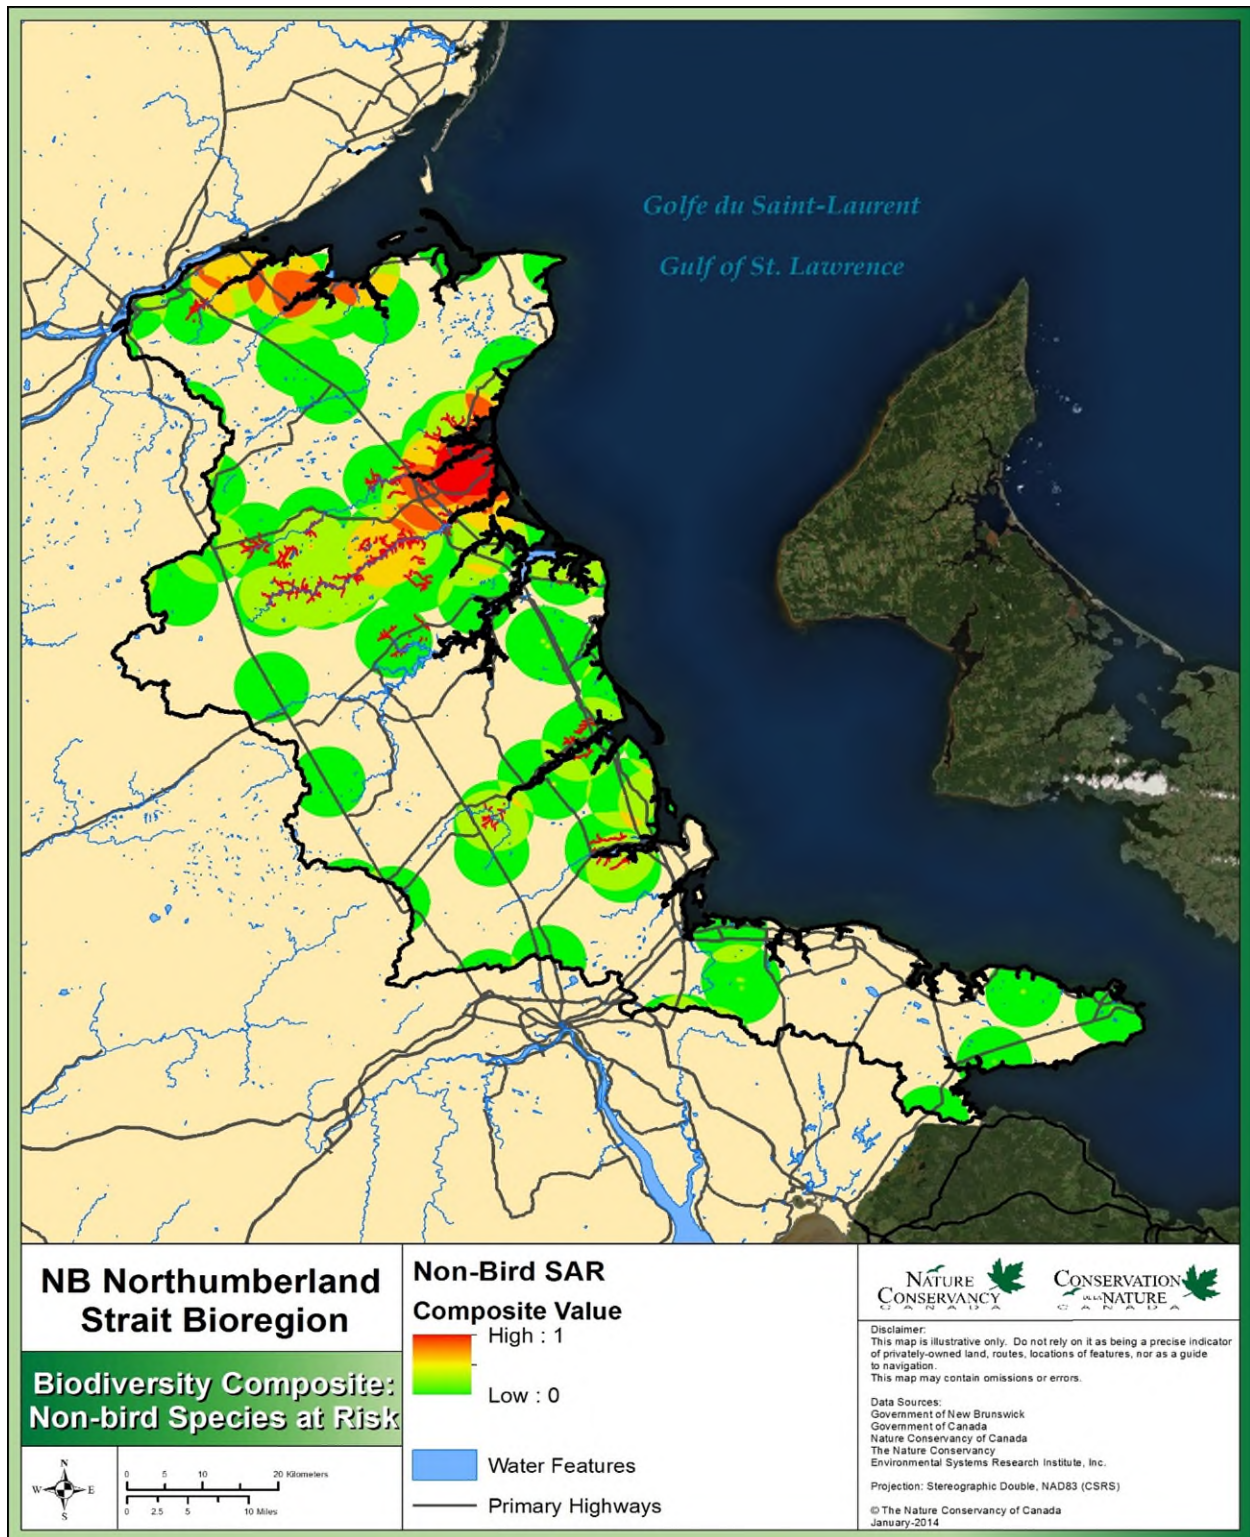 Golfe du Saint-Laurent
Gulf of St. Lawrence
NB Northumberland
Strait Bioregion
Biodiversity Composite:
Non-bird Species at Risk
N
W
E
S
0 5 10 20 Kilometers
0 2.5 5 10 Miles
Non-Bird SAR
Composite Value
High : 1
Low : 0
Water Features
Primary Highways
NATURE
CONSERVANCY
CANADA
CONSERVATION
DE LA NATURE
CANADA
Disclaimer:
This map is illustrative only. Do not rely on it as being a precise indicator
of privately-owned land, routes, locations of features, nor as a guide
to navigation.
This map may contain omissions or errors.
Data Sources:
Government of New Brunswick
Government of Canada
Nature Conservancy of Canada
The Nature Conservancy
Environmental Systems Research Institute, Inc.
Projection: Stereographic Double, NAD83 (CSRS)
© The Nature Conservancy of Canada
January-2014